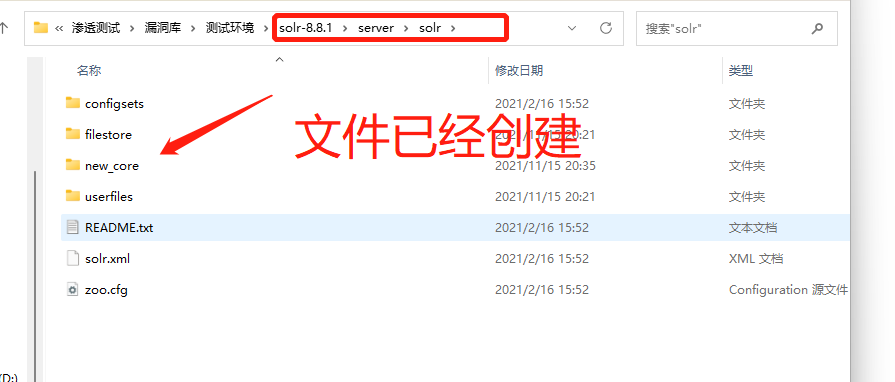 « 渗透测试 › 漏洞库 › 测试环境 › solr-8.8.1 › server › solr ›
搜索"solr"
名称 修改日期 类型
configsets 2021/2/16 15:52 文件夹
filestore 2021/11/15 20:21 文件夹
new_core 2021/11/15 20:35 文件夹
userfiles 2021/11/15 20:21 文件夹
README.txt 2021/2/16 15:52 文本文档
solr.xml 2021/2/16 15:52 XML 文档
zoo.cfg 2021/2/16 15:52 Configuration 源文件
文件已经创建
(D:)